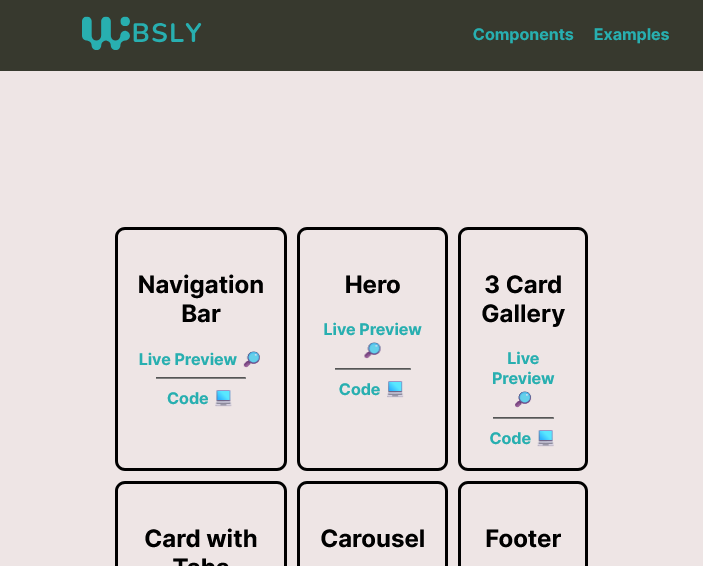 WBSLY
Components Examples
Navigation
Bar
Live Preview 🔎
Code 💻
Hero
Live Preview
🔎
Code 💻
3 Card
Gallery
Live
Preview
🔎
Code 💻
Card with
Tabs
Carousel
Footer